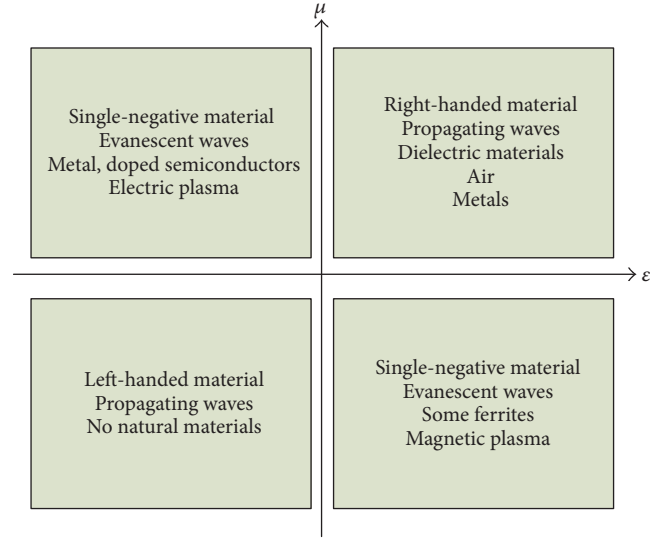 μ
Single-negative material
Evanescent waves
Metal, doped semiconductors
Electric plasma
Right-handed material
Propagating waves
Dielectric materials
Air
Metals
ε
Left-handed material
Propagating waves
No natural materials
Single-negative material
Evanescent waves
Some ferrites
Magnetic plasma